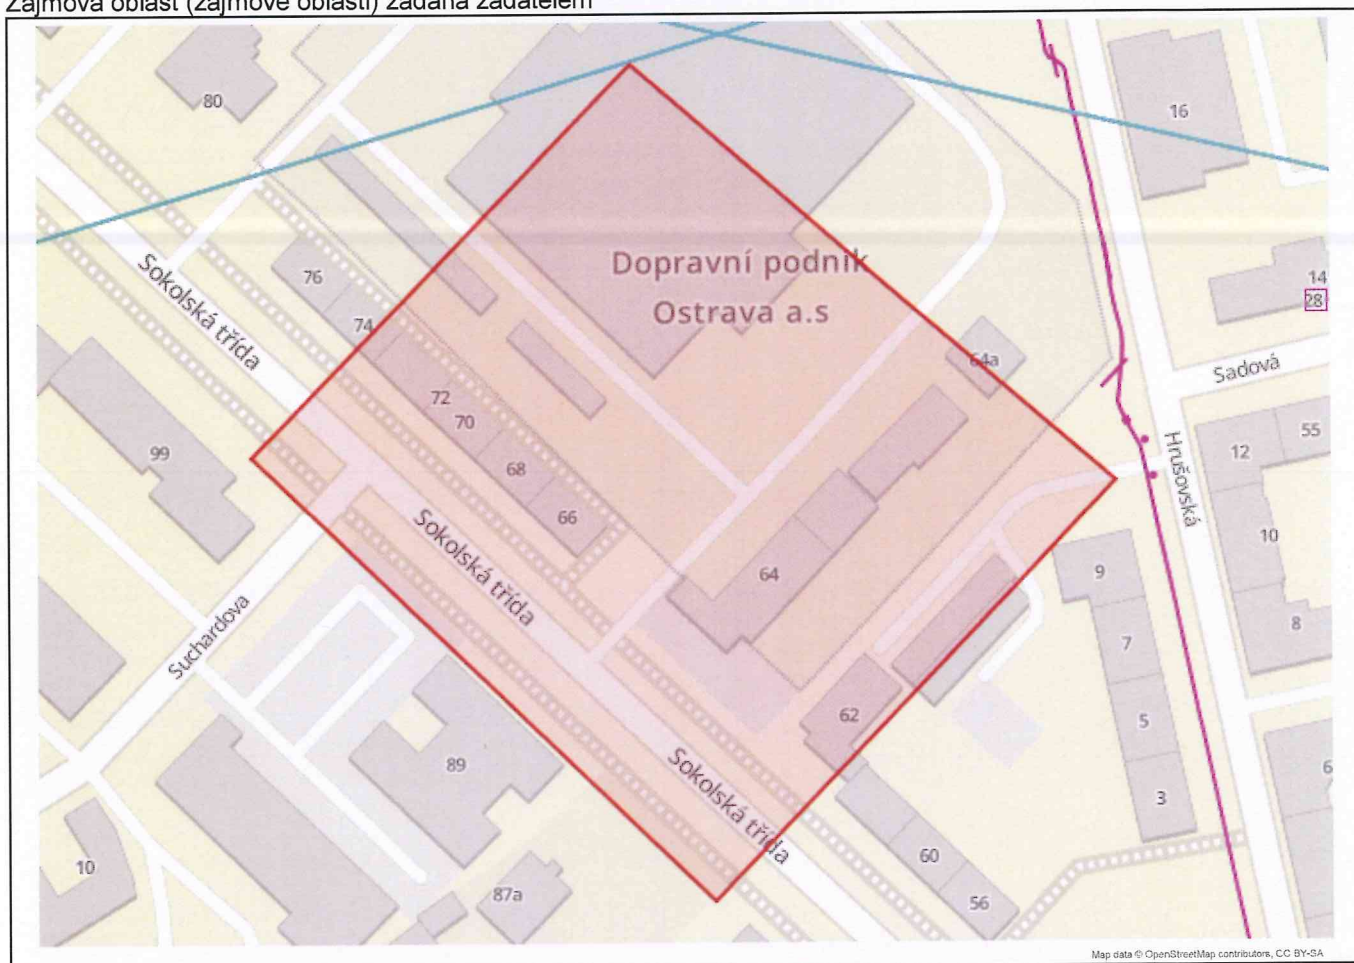 Zájmová oblast (zájmové oblasti) zadaná žadatelem
80
16
Dopravní podnik
Ostrava a.s
76
Sokolská třída
74
14
28
64a
Sadová
72
70
99
68
66
Sokolská třída
55
12
Hrušovská
10
64
9
8
7
Suchardova
62
5
89
Sokolská třída
6
3
60
10
87a
56
Map data © OpenStreetMap contributors, CC BY-SA